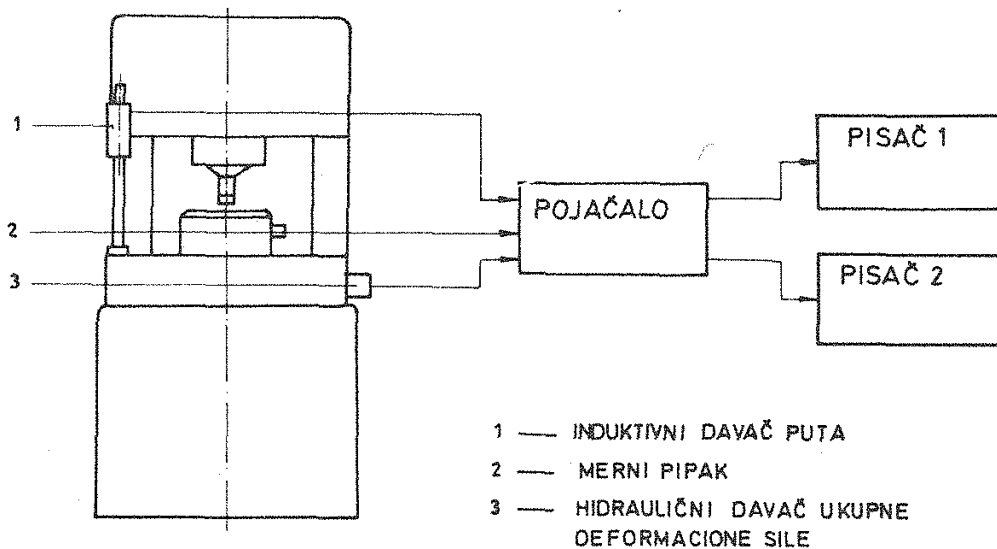 1
2
3
POJAČALO
PISAČ 1
PISAČ 2
1 — INDUKTIVNI DAVAČ PUTA
2 — MERNI PIPAK
3 — HIDRAULIČNI DAVAČ UKUPNE
DEFORMACIONE SILE